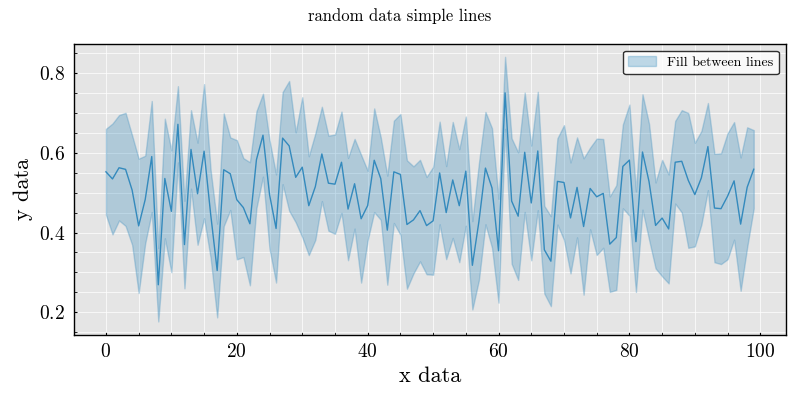 random data simple lines
Fill between lines
0.8
0.6
0.4
0.2
y data
0 20 40 60 80 100
x data